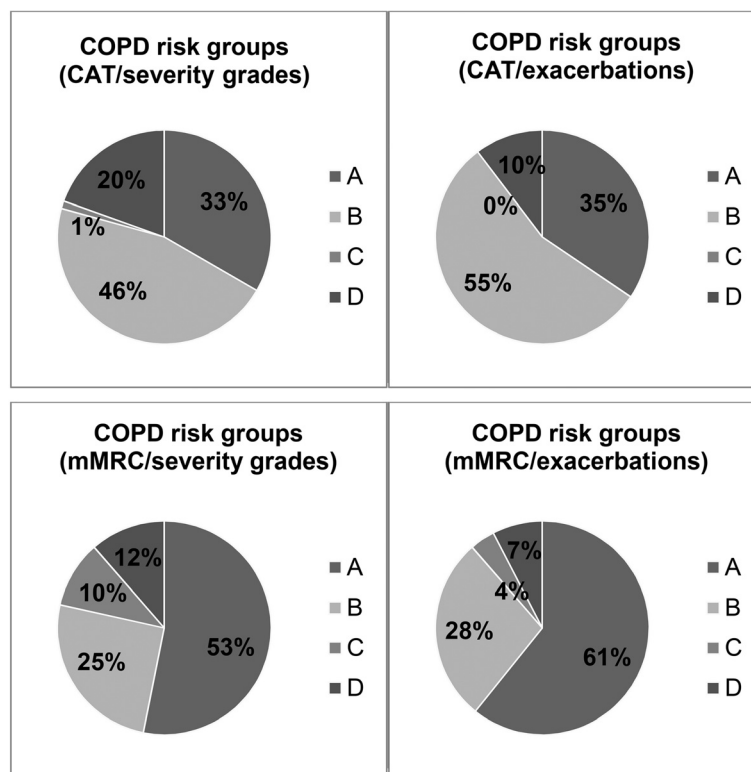 COPD risk groups
(CAT/severity grades)
20%
33%
1%
46%
A
B
C
D
COPD risk groups
(CAT/exacerbations)
10%
35%
0%
55%
A
B
C
D
COPD risk groups
(mMRC/severity grades)
12%
10%
53%
25%
A
B
C
D
COPD risk groups
(mMRC/exacerbations)
7%
4%
28%
61%
A
B
C
D